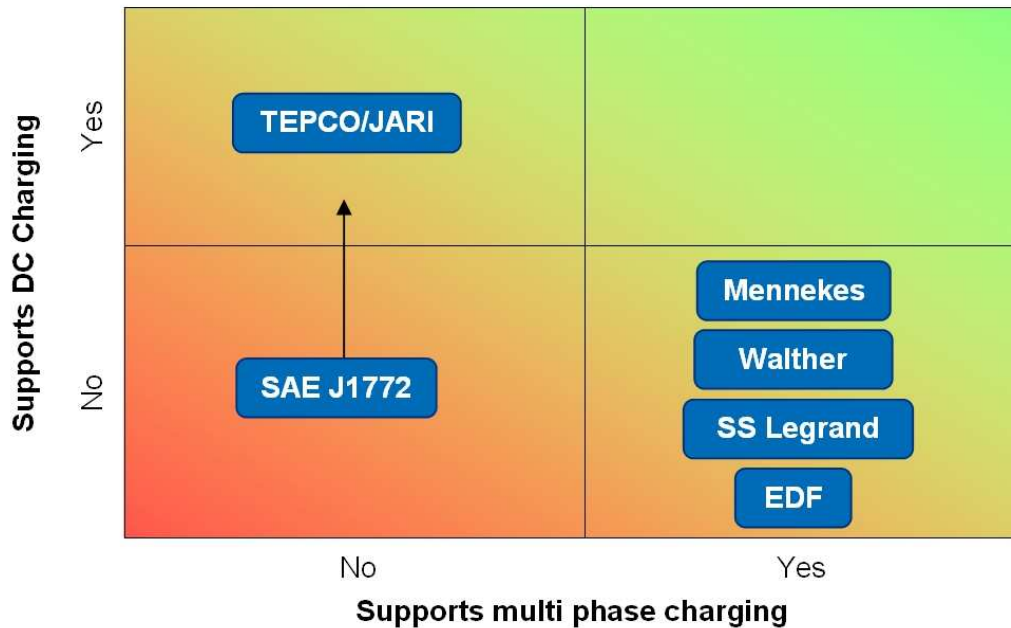 Supports DC Charging
Yes
No
TEPCO/JARI
SAE J1772
Mennekes
Walther
SS Legrand
EDF
No
Yes
Supports multi phase charging